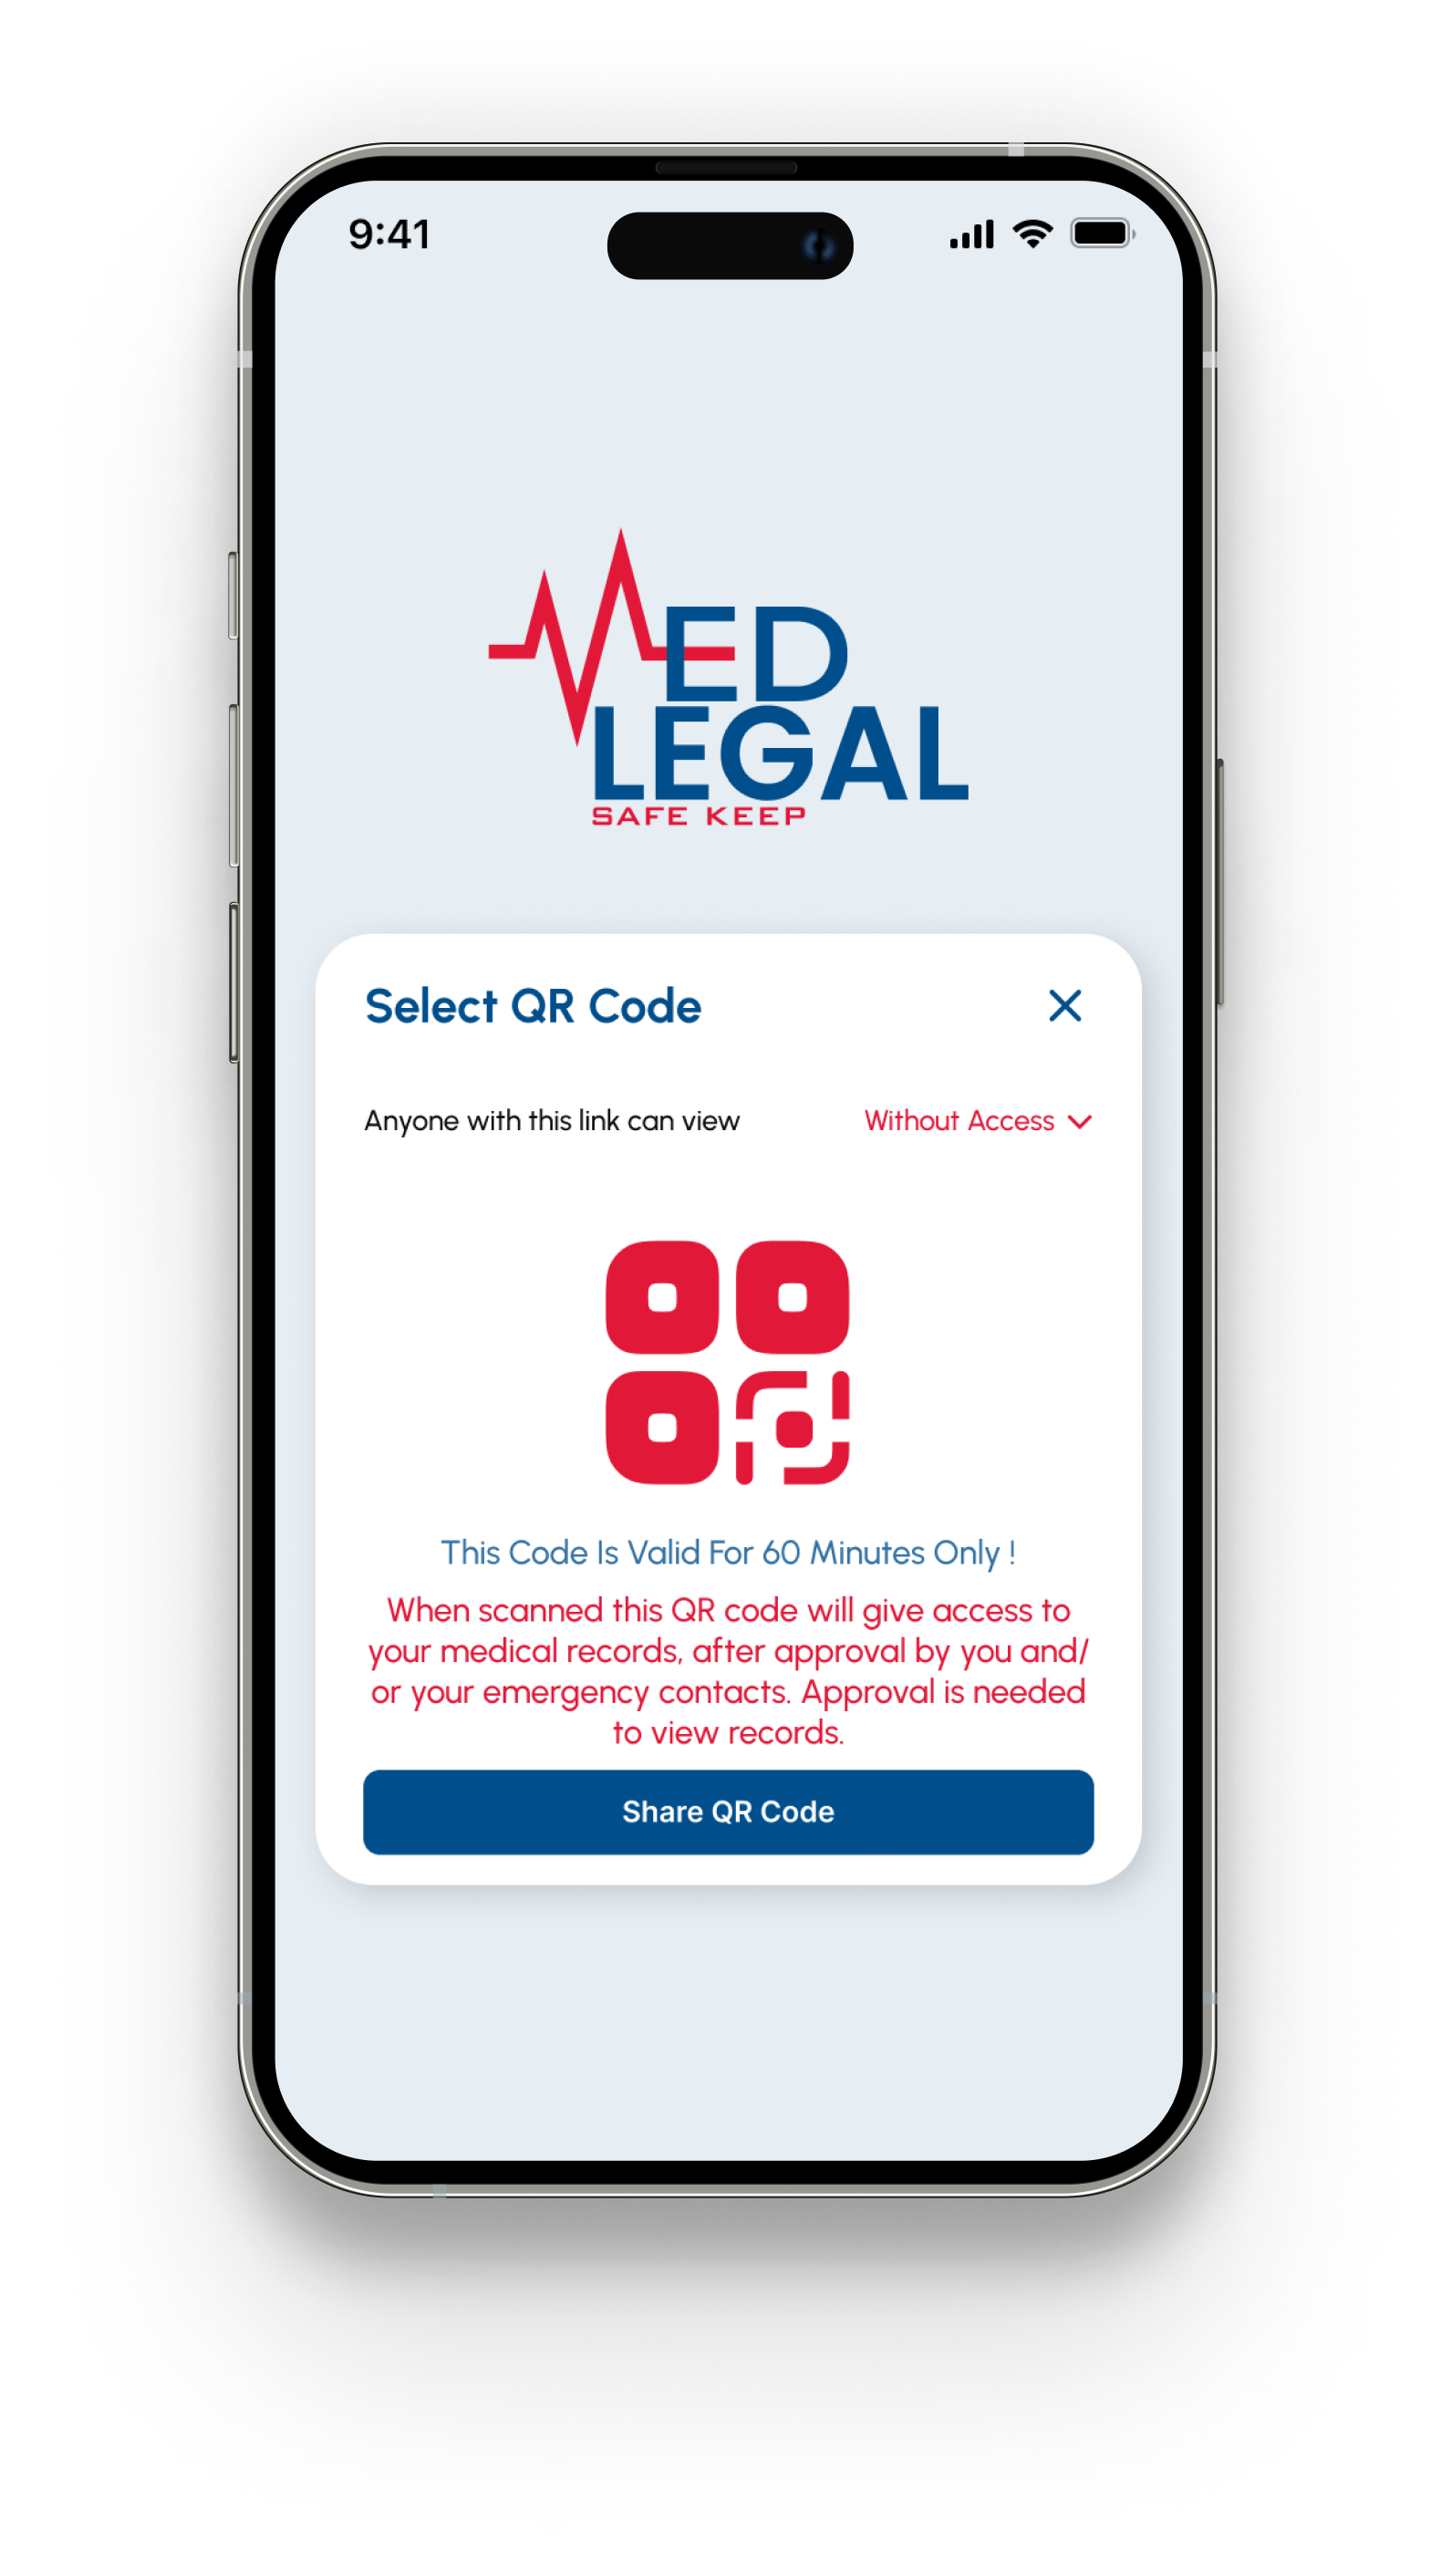 9:41
MED
LEGAL
SAFE KEEP
Select QR Code
Anyone with this link can view
Without Access
This Code Is Valid For 60 Minutes Only !
When scanned this QR code will give access to
your medical records, after approval by you and/
or your emergency contacts. Approval is needed
to view records.
Share QR Code